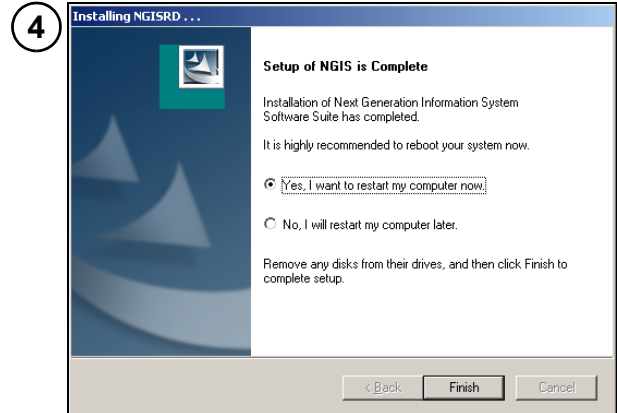 4
Installing NGISRD . . .
Setup of NGIS is Complete
Installation of Next Generation Information System
Software Suite has completed.
It is highly recommended to reboot your system now.
Yes, I want to restart my computer now.
No, I will restart my computer later.
Remove any disks from their drives, and then click Finish to
complete setup.
< Back
Finish
Cancel